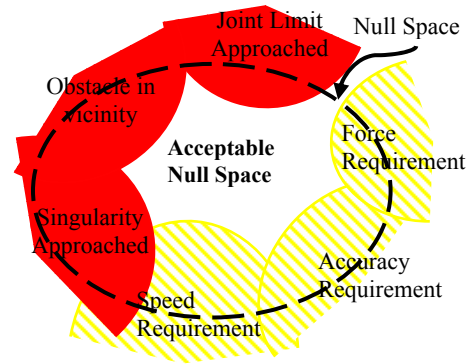 Joint Limit
Approached
Null Space
Obstacle in
vicinity
Force
Requirement
Acceptable
Null Space
Singularity
Approached
Accuracy
Requirement
Speed
Requirement